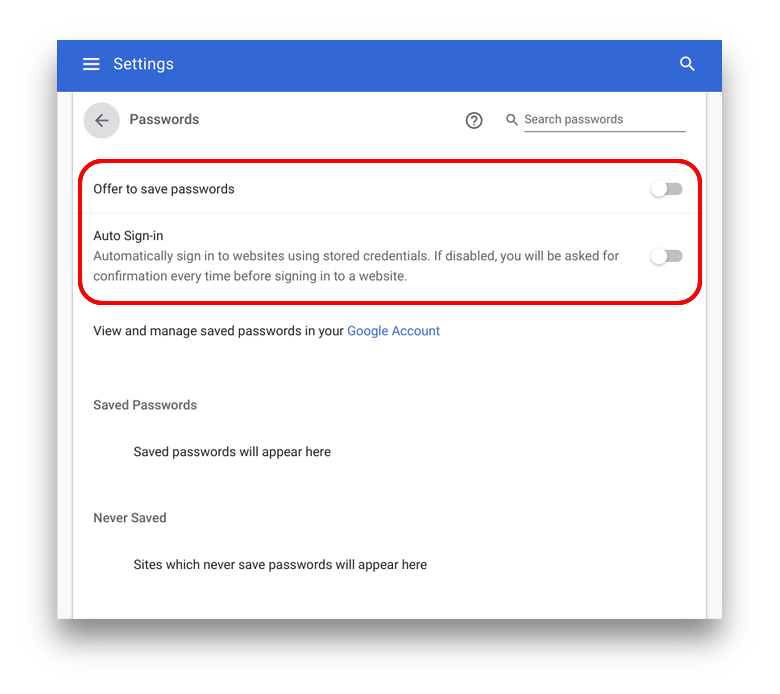 Settings
Passwords
Search passwords
Offer to save passwords
Auto Sign-in
Automatically sign in to websites using stored credentials. If disabled, you will be asked for
confirmation every time before signing in to a website.
View and manage saved passwords in your Google Account
Saved Passwords
Saved passwords will appear here
Never Saved
Sites which never save passwords will appear here